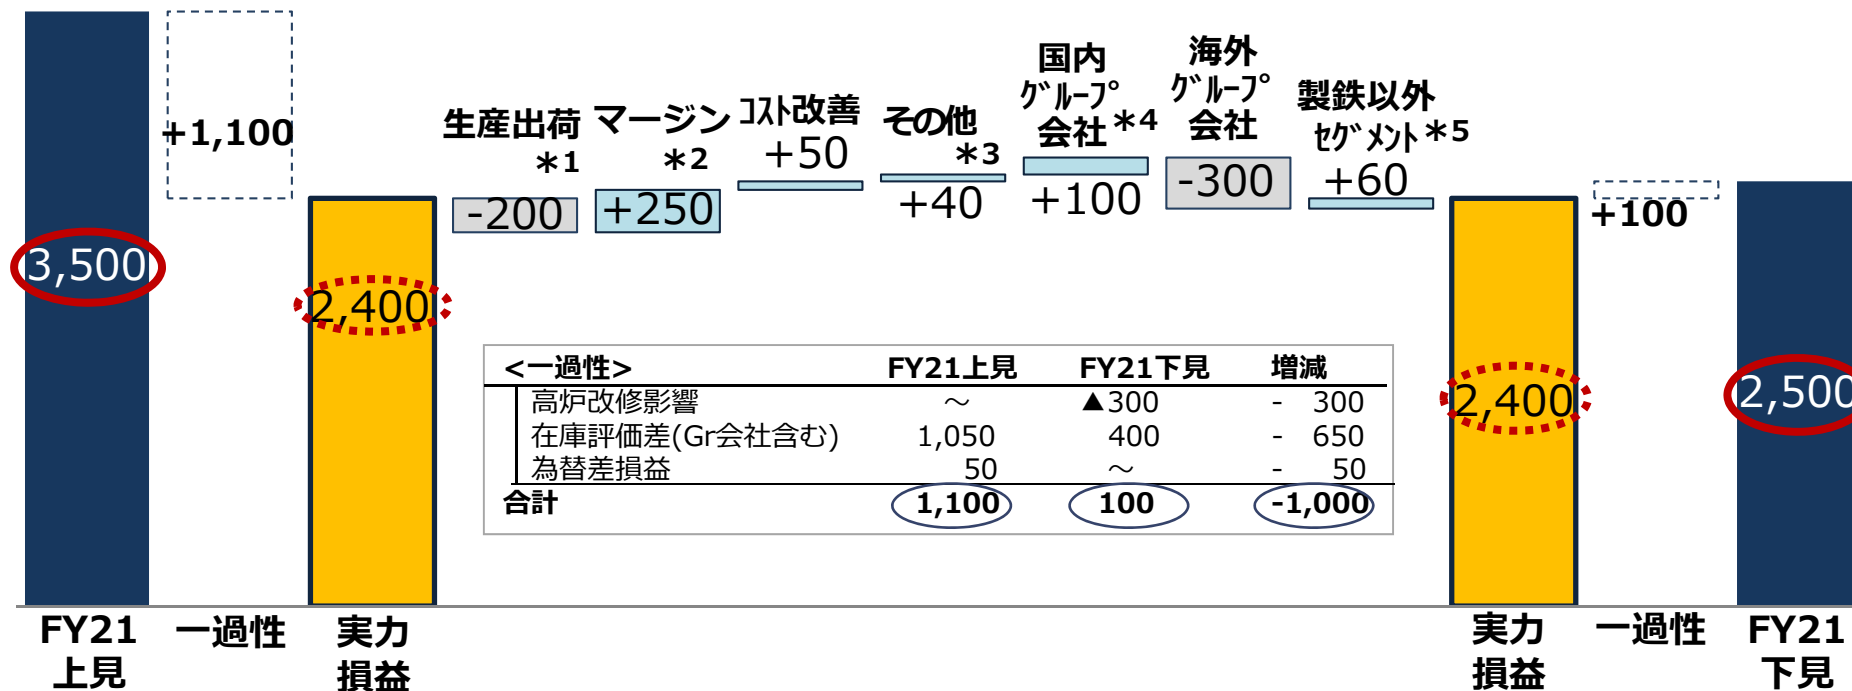 +1,100
生産出荷
*1
-200
マージン
*2
+250
ｺｽﾄ改善
+50
その他
*3
+40
国内
ｸﾞﾙｰﾌﾟ
会社*4
+100
海外
ｸﾞﾙｰﾌﾟ
会社
-300
製鉄以外
ｾｸﾞﾒﾝﾄ*5
+60
+100
3,500
2,400
2,400
2,500
<一過性> FY21上見 FY21下見 増減
高炉改修影響 ～ ▲300 - 300
在庫評価差(Gr会社含む) 1,050 400 - 650
為替差損益 50 ～ - 50
合計 1,100 100 -1,000
FY21
上見
一過性
実力
損益
実力
損益
一過性
FY21
下見